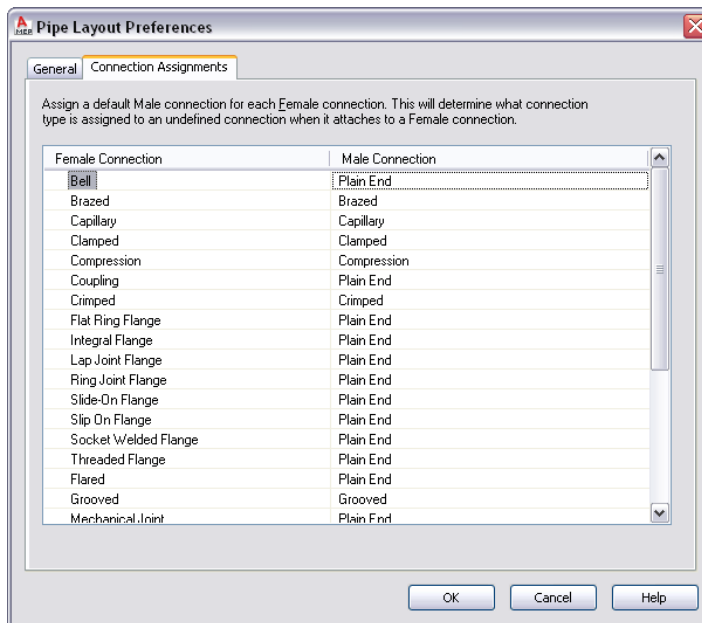 A MEP Pipe Layout Preferences
General Connection Assignments
Assign a default Male connection for each Female connection. This will determine what connection
type is assigned to an undefined connection when it attaches to a Female connection.
Female Connection Male Connection
Bell Plain End
Brazed Brazed
Capillary Capillary
Clamped Clamped
Compression Compression
Coupling Plain End
Crimped Crimped
Flat Ring Flange Plain End
Integral Flange Plain End
Lap Joint Flange Plain End
Ring Joint Flange Plain End
Slide-On Flange Plain End
Slip On Flange Plain End
Socket Welded Flange Plain End
Threaded Flange Plain End
Flared Plain End
Grooved Grooved
Mechanical Joint Plain End
OK Cancel Help